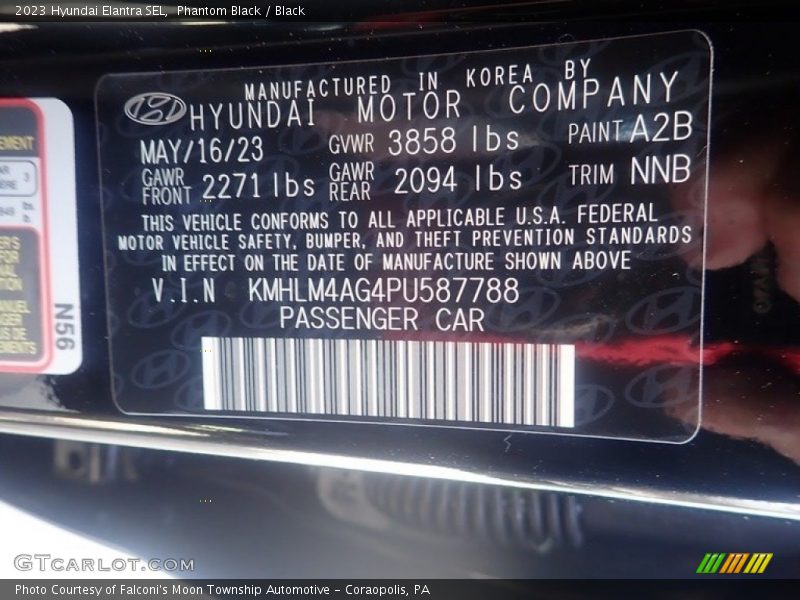 2023 Hyundai Elantra SEL, Phantom Black / Black
MANUFACTURED IN KOREA BY
HYUNDAI MOTOR COMPANY
MAY/16/23 GVWR 3858 lbs PAINT A2B
GAWR FRONT 2271 lbs GAWR REAR 2094 lbs TRIM NNB
THIS VEHICLE CONFORMS TO ALL APPLICABLE U.S.A. FEDERAL
MOTOR VEHICLE SAFETY, BUMPER, AND THEFT PREVENTION STANDARDS
IN EFFECT ON THE DATE OF MANUFACTURE SHOWN ABOVE
V.I.N KMHLM4AG4PU587788
PASSENGER CAR
N56
GTCARLOT.COM
Photo Courtesy of Falconi's Moon Township Automotive - Coraopolis, PA